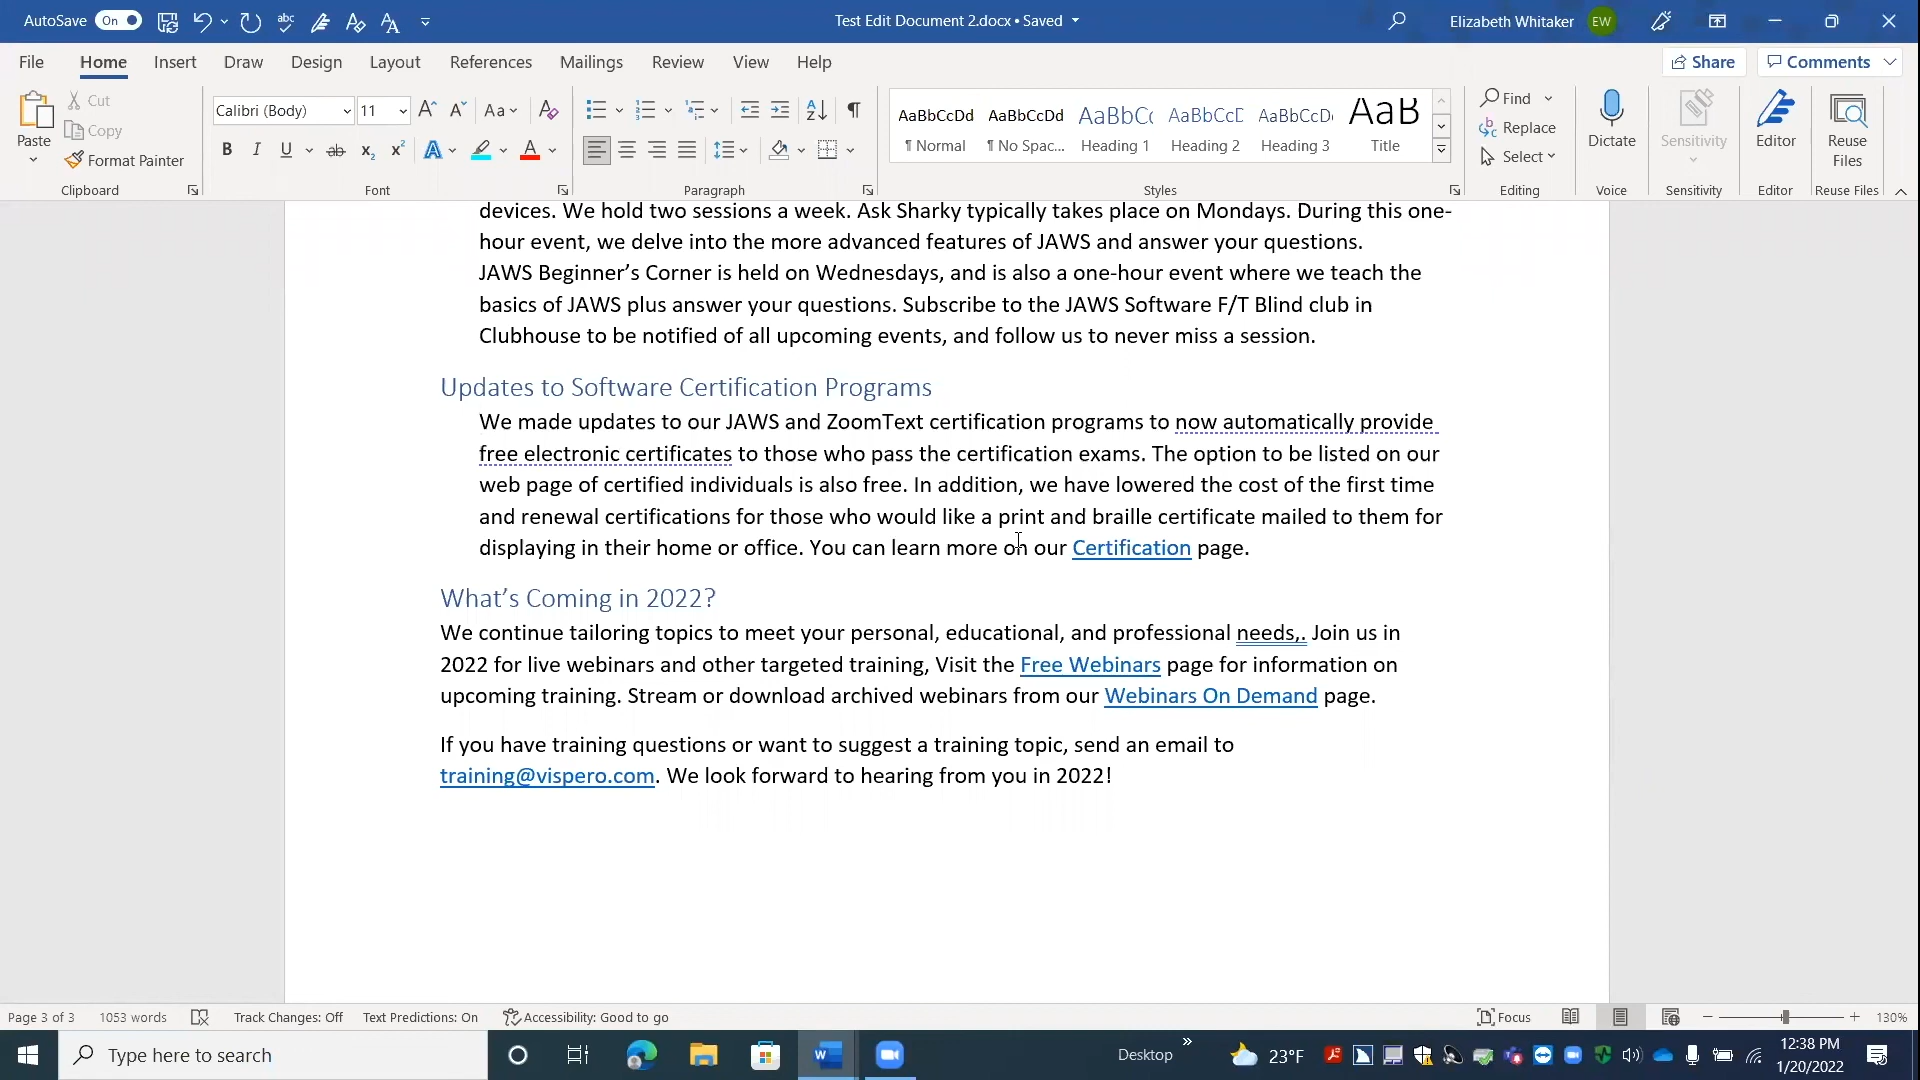 AutoSave On abc Test Edit Document 2.docx • Saved Elizabeth Whitaker EW
File Home Insert Draw Design Layout References Mailings Review View Help Share Comments
Paste Cut Copy Format Painter Clipboard
Calibri (Body) 11 Aa
B I U ab x₂ x² A A Font
Paragraph
AaBbCcDd AaBbCcDd AaBbCc AaBbCcD AaBbCcD AaB
¶ Normal ¶ No Spac... Heading 1 Heading 2 Heading 3 Title
Styles
Find Replace Select Editing
Dictate Voice
Sensitivity Sensitivity
Editor Editor
Reuse Files Reuse Files
devices. We hold two sessions a week. Ask Sharky typically takes place on Mondays. During this one-
hour event, we delve into the more advanced features of JAWS and answer your questions.
JAWS Beginner’s Corner is held on Wednesdays, and is also a one-hour event where we teach the
basics of JAWS plus answer your questions. Subscribe to the JAWS Software F/T Blind club in
Clubhouse to be notified of all upcoming events, and follow us to never miss a session.
Updates to Software Certification Programs
We made updates to our JAWS and ZoomText certification programs to now automatically provide
free electronic certificates to those who pass the certification exams. The option to be listed on our
web page of certified individuals is also free. In addition, we have lowered the cost of the first time
and renewal certifications for those who would like a print and braille certificate mailed to them for
displaying in their home or office. You can learn more on our Certification page.
What’s Coming in 2022?
We continue tailoring topics to meet your personal, educational, and professional needs,. Join us in
2022 for live webinars and other targeted training, Visit the Free Webinars page for information on
upcoming training. Stream or download archived webinars from our Webinars On Demand page.
If you have training questions or want to suggest a training topic, send an email to
training@vispero.com. We look forward to hearing from you in 2022!
Page 3 of 3 1053 words Track Changes: Off Text Predictions: On Accessibility: Good to go Focus 130%
Type here to search Desktop 23°F 12:38 PM
1/20/2022